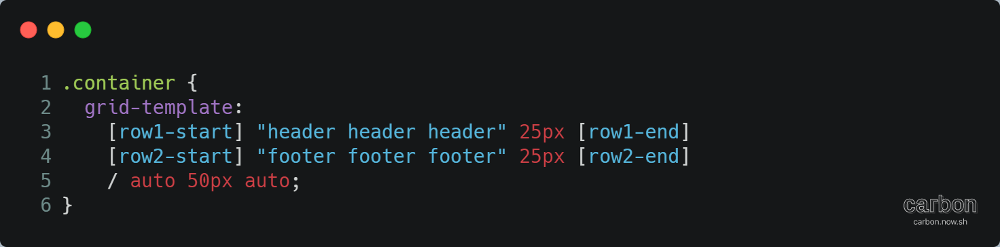 1 .container {
2   grid-template:
3     [row1-start] "header header header" 25px [row1-end]
4     [row2-start] "footer footer footer" 25px [row2-end]
5     / auto 50px auto;
6 }
carbon
carbon.now.sh